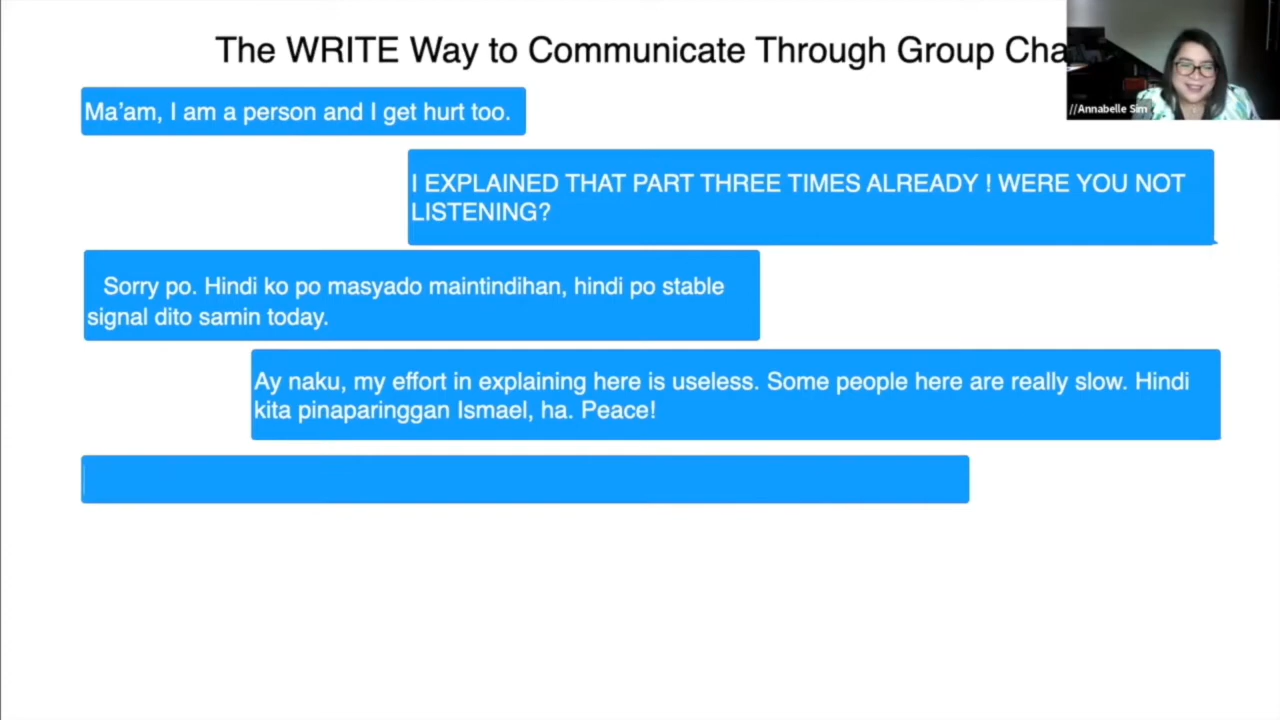 The WRITE Way to Communicate Through Group Cha
//Annabelle Sim
Ma’am, I am a person and I get hurt too.
I EXPLAINED THAT PART THREE TIMES ALREADY ! WERE YOU NOT
LISTENING?
Sorry po. Hindi ko po masyado maintindihan, hindi po stable
signal dito samin today.
Ay naku, my effort in explaining here is useless. Some people here are really slow. Hindi
kita pinaparinggan Ismael, ha. Peace!